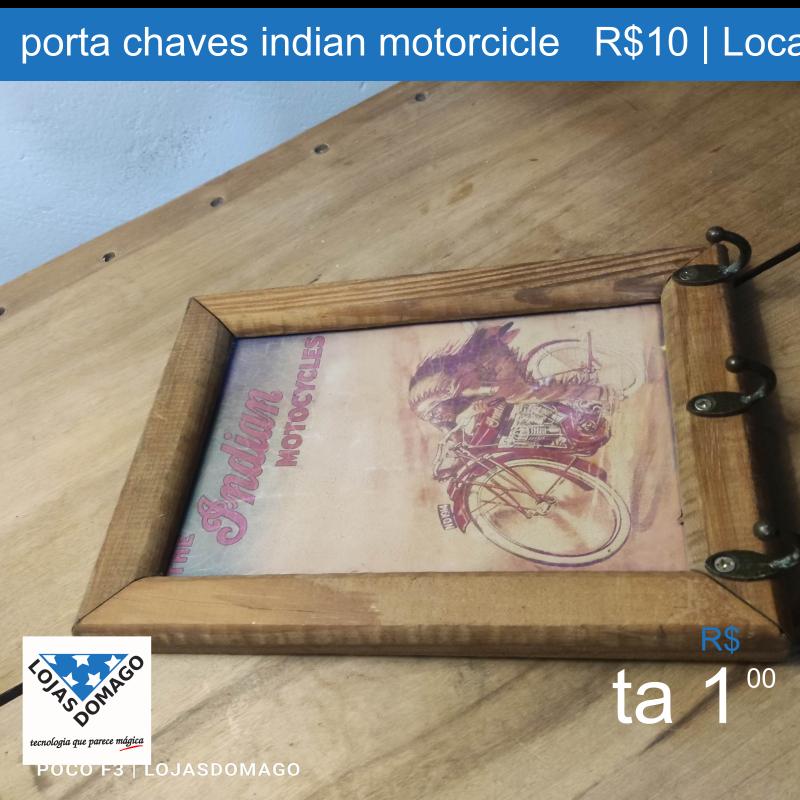 porta chaves indian motorcicle R$10 | Loca
THE
Indian
MOTOCYCLES
R$
ta 1 00
LOJAS DOMAGO
tecnologia que parece mágica
POCO F3 | LOJASDOMAGO